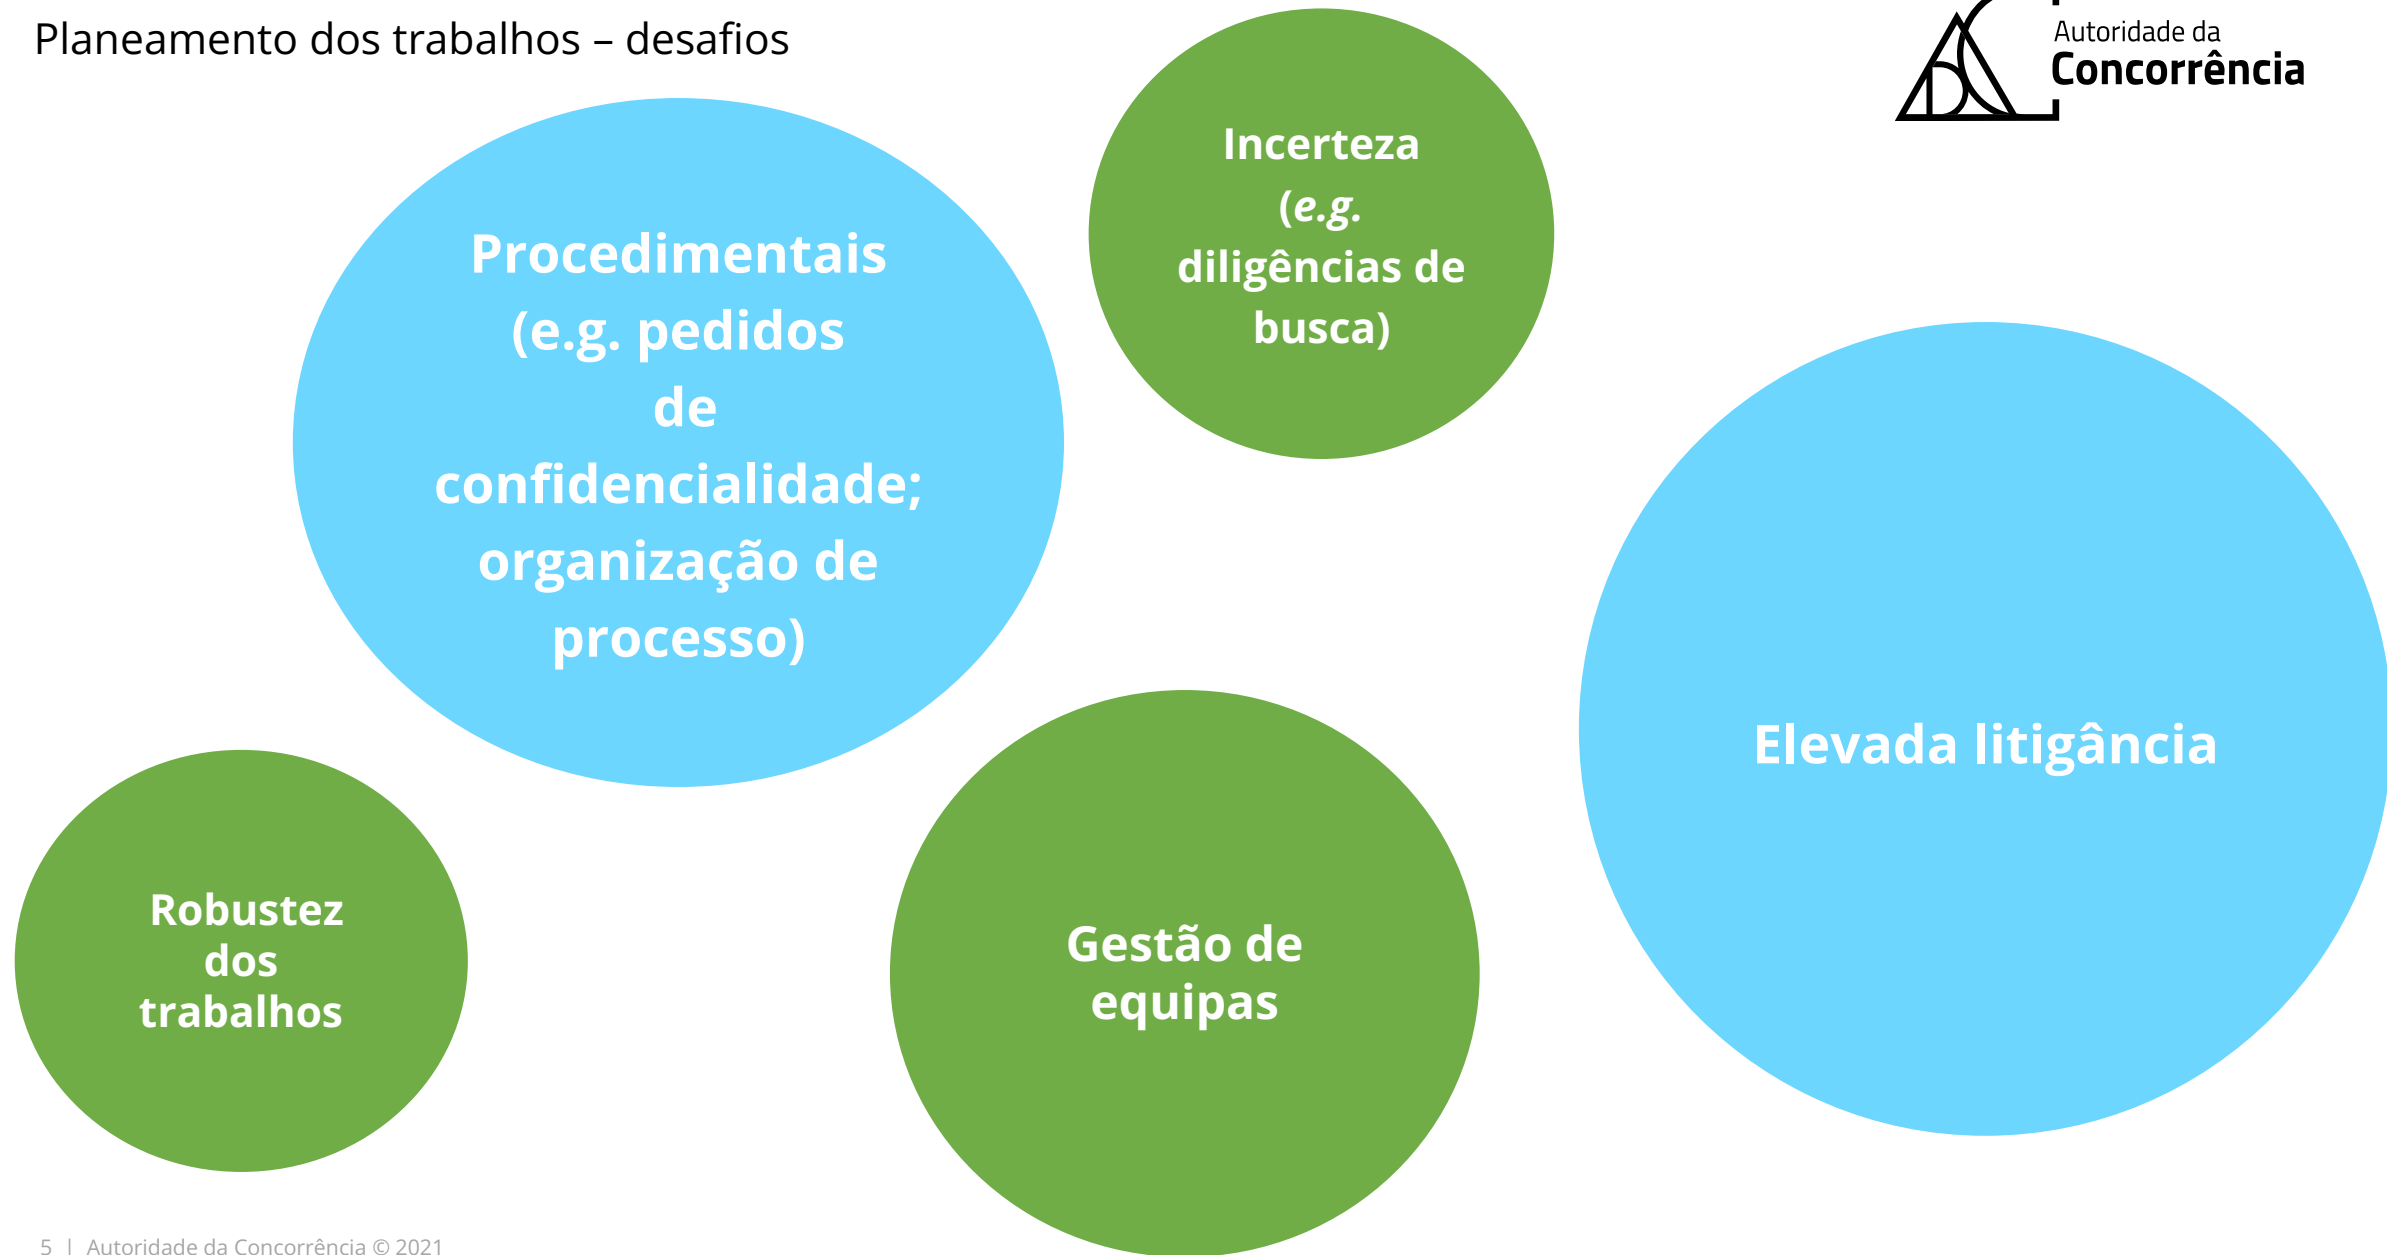 Planeamento dos trabalhos – desafios
Autoridade da
Concorrência
Incerteza
(e.g.
diligências de
busca)
Procedimentais
(e.g. pedidos
de
confidencialidade;
organização de
processo)
Elevada litigância
Robustez
dos
trabalhos
Gestão de
equipas
5 | Autoridade da Concorrência © 2021